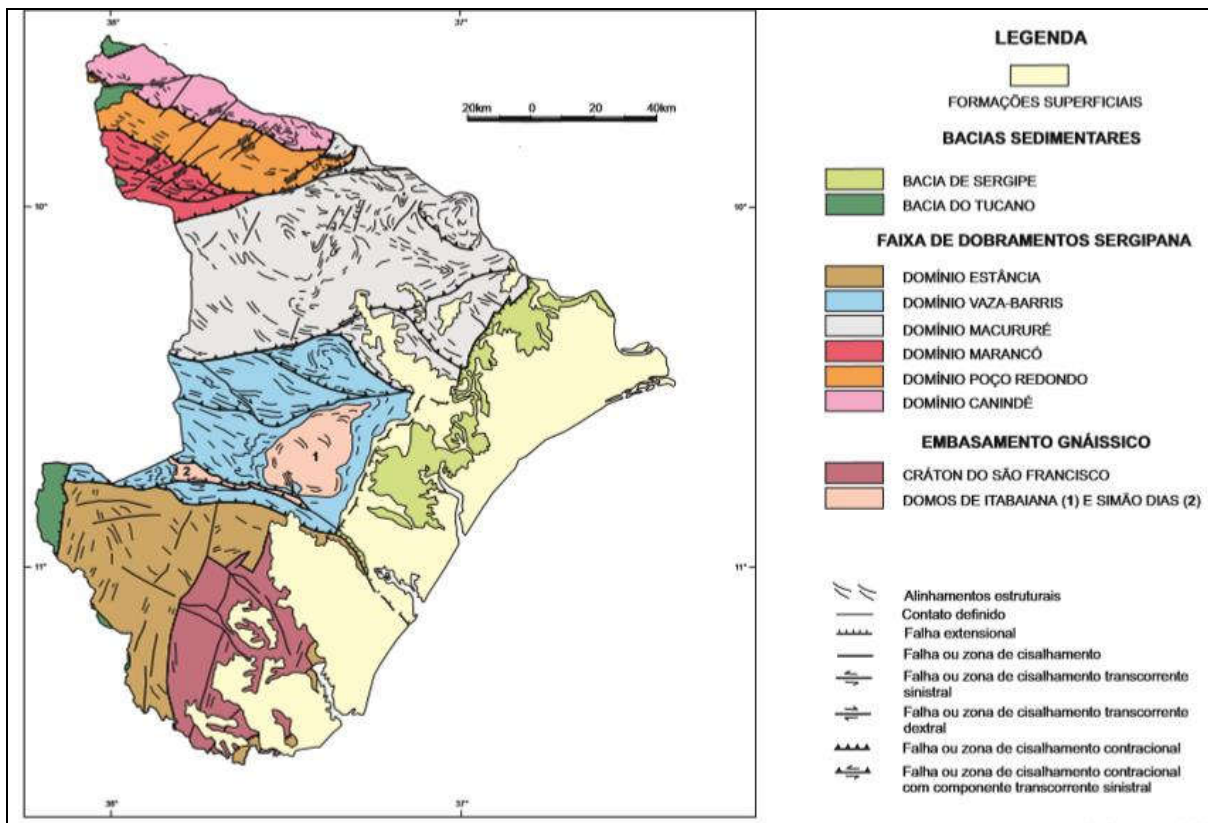 38°
37°
20km 0 20 40km
10°
10°
1
2
11°
11°
38°
37°
LEGENDA
FORMAÇÕES SUPERFICIAIS
BACIAS SEDIMENTARES
BACIA DE SERGIPE
BACIA DO TUCANO
FAIXA DE DOBRAMENTOS SERGIPANA
DOMÍNIO ESTÂNCIA
DOMÍNIO VAZA-BARRIS
DOMÍNIO MACURURÉ
DOMÍNIO MARANCÓ
DOMÍNIO POÇO REDONDO
DOMÍNIO CANINDÉ
EMBASAMENTO GNÁISSICO
CRÁTON DO SÃO FRANCISCO
DOMOS DE ITABAIANA (1) E SIMÃO DIAS (2)
Alinhamentos estruturais
Contato definido
Falha extensional
Falha ou zona de cisalhamento
Falha ou zona de cisalhamento transcorrente
sinistral
Falha ou zona de cisalhamento transcorrente
dextral
Falha ou zona de cisalhamento contracional
Falha ou zona de cisalhamento contracional
com componente transcorrente sinistral